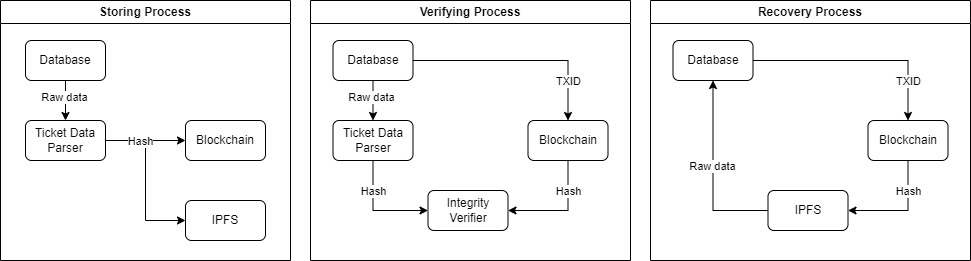 Storing Process
Database
Raw data
Ticket Data
Parser
Hash
Blockchain
IPFS
Verifying Process
Database
TXID
Raw data
Ticket Data
Parser
Blockchain
Hash
Hash
Integrity
Verifier
Recovery Process
Database
TXID
Blockchain
Raw data
Hash
IPFS